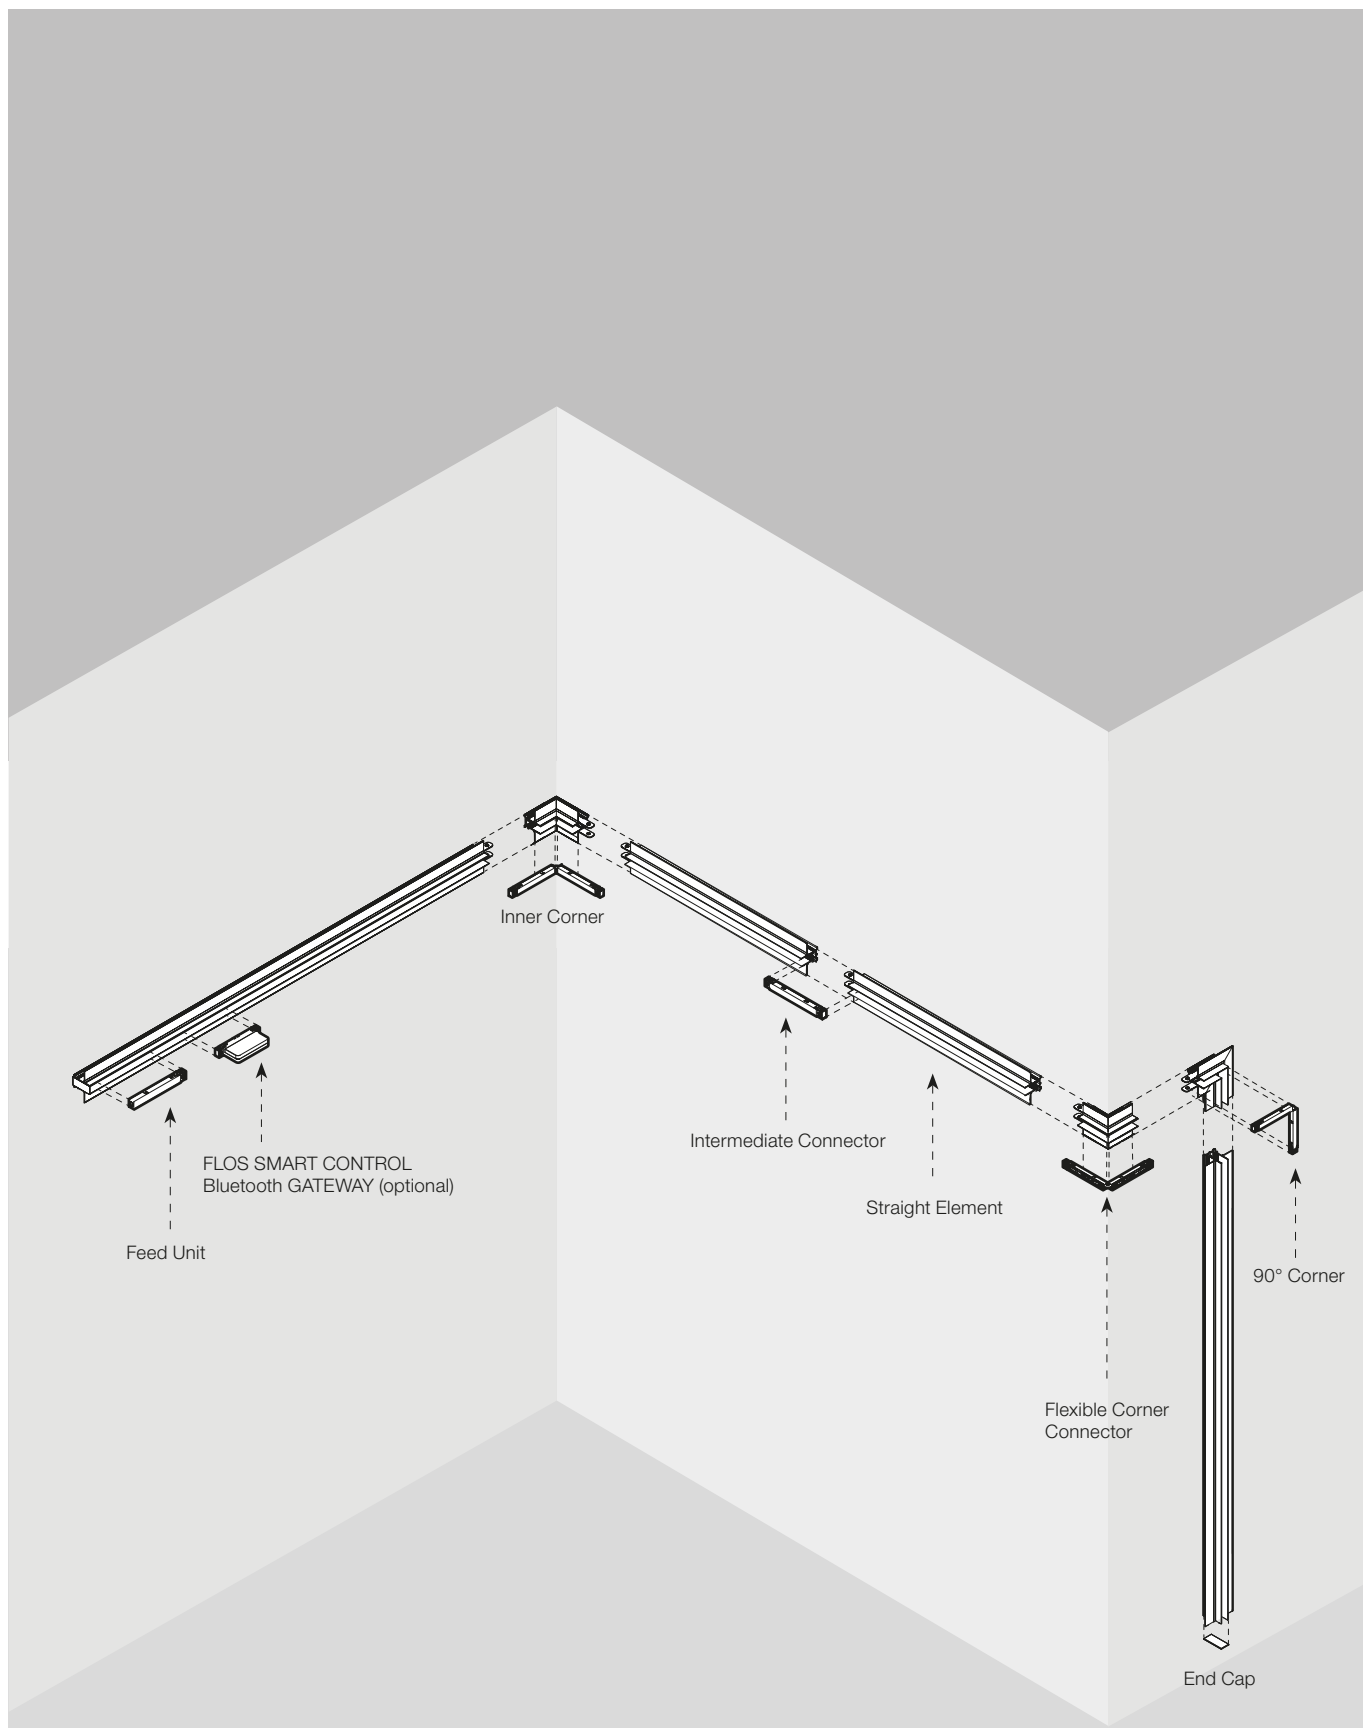 Inner Corner
Intermediate Connector
FLOS SMART CONTROL
Bluetooth GATEWAY (optional)
Straight Element
Feed Unit
90° Corner
Flexible Corner
Connector
End Cap